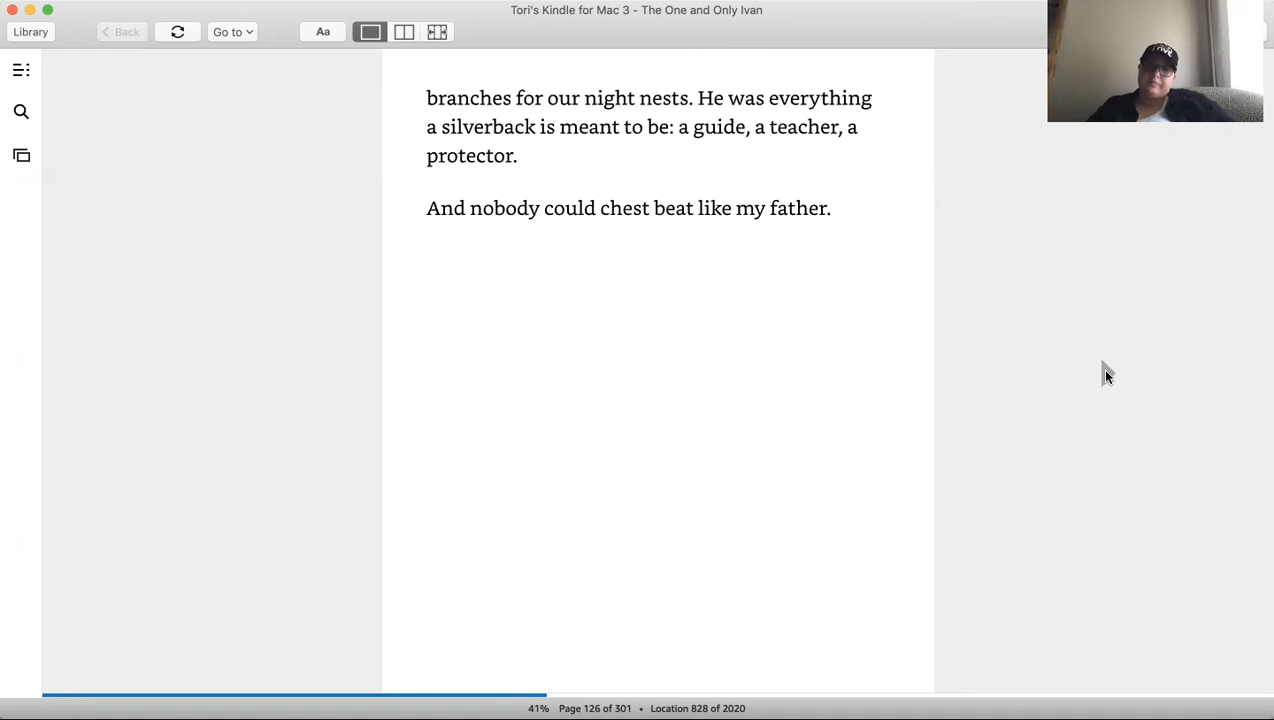 Tori's Kindle for Mac 3 - The One and Only Ivan
Library
Back
Go to
Aa
branches for our night nests. He was everything
a silverback is meant to be: a guide, a teacher, a
protector.
And nobody could chest beat like my father.
41% Page 126 of 301 • Location 828 of 2020